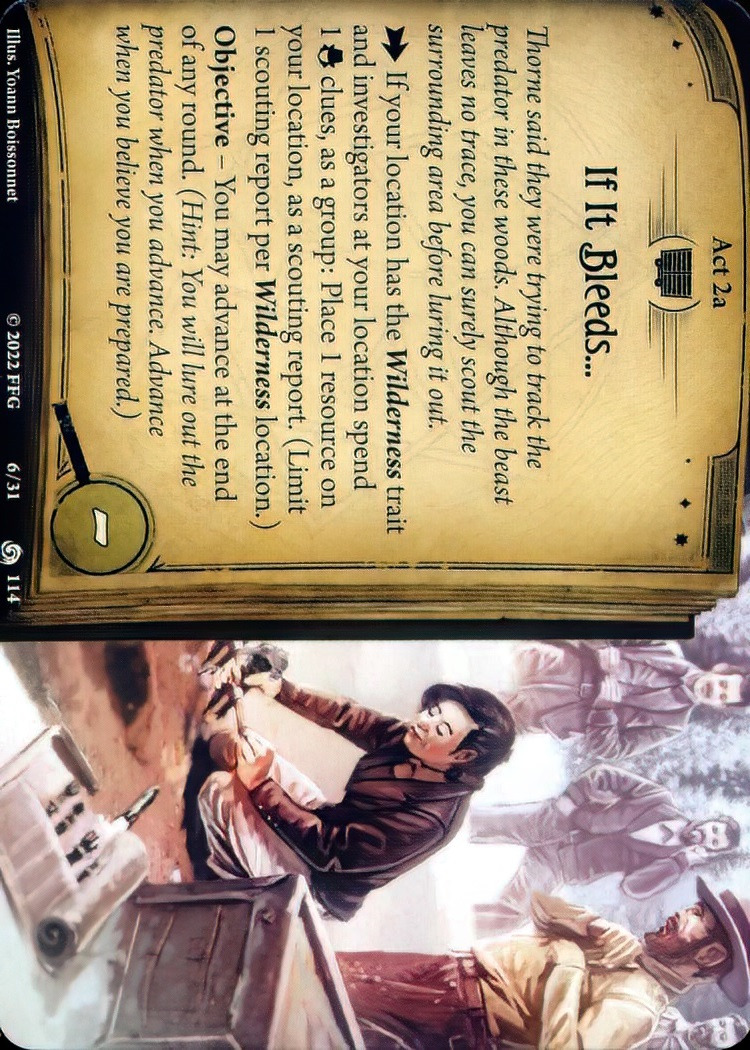 Act 2a
If It Bleeds...
Thorne said they were trying to track the
predator in these woods. Although the beast
leaves no trace, you can surely scout the
surrounding area before luring it out.
If your location has the Wilderness trait
and investigators at your location spend
1 clues, as a group: Place 1 resource on
your location, as a scouting report. (Limit
1 scouting report per Wilderness location.)
Objective – You may advance at the end
of any round. (Hint: You will lure out the
predator when you advance. Advance
when you believe you are prepared.)
–
Illus. Yoann Boissonnet © 2022 FFG 6/31 114